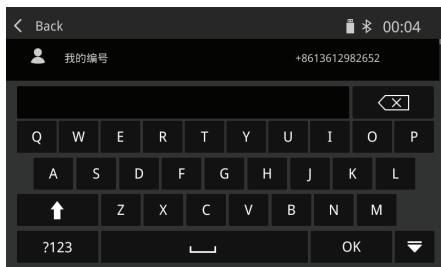 Back 00:04
我的编号 +8613612982652
Q W E R T Y U I O P
A S D F G H J K L
Z X C V B N M
?123 OK